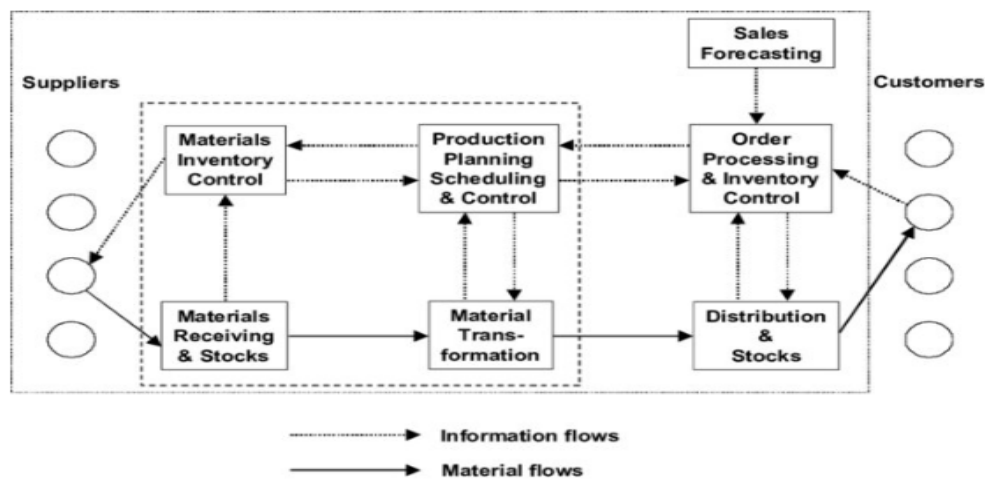 Sales
Forecasting
Suppliers
Customers
Materials
Inventory
Control
Production
Planning
Scheduling
& Control
Order
Processing
& Inventory
Control
Materials
Receiving
& Stocks
Material
Trans-
formation
Distribution
&
Stocks
Information flows
Material flows